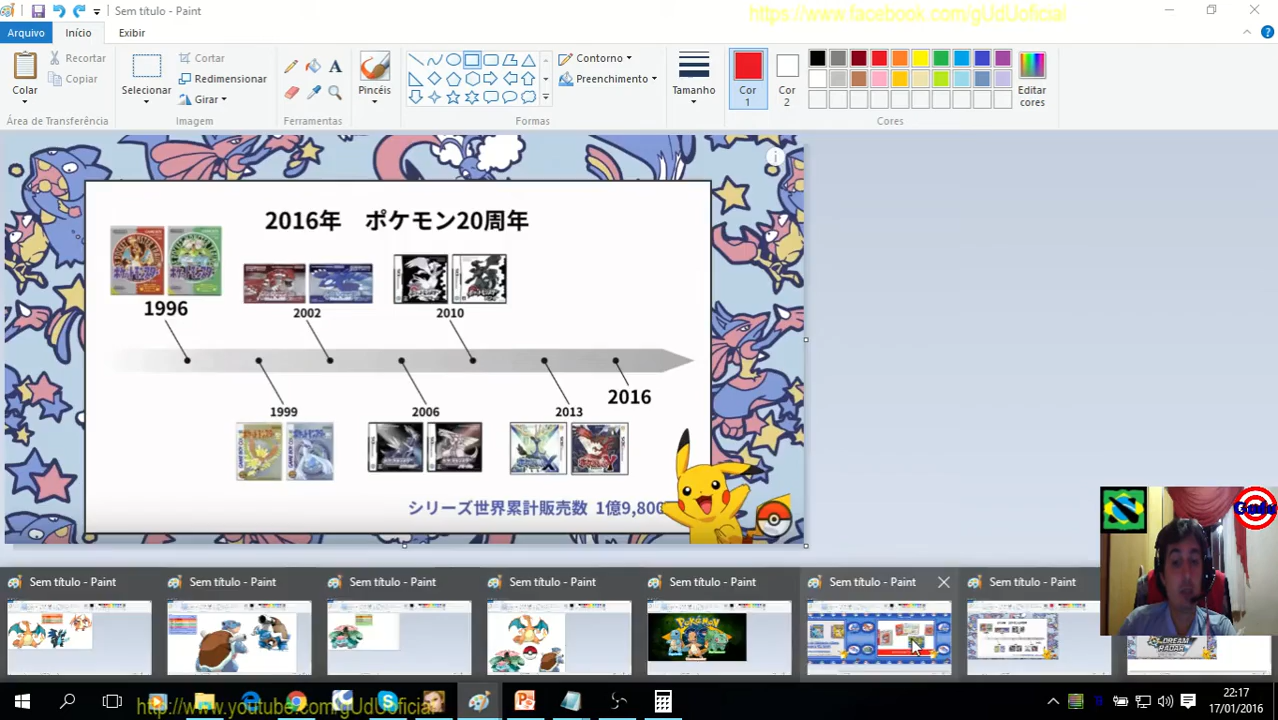 Sem título - Paint
https://www.facebook.com/gUdUoficial
Arquivo
Início
Exibir
Colar
Recortar
Copiar
Área de Transferência
Selecionar
Cortar
Redimensionar
Girar
Imagem
Ferramentas
Pincéis
Contorno
Preenchimento
Formas
Tamanho
Cor
1
Cor
2
Editar
cores
Cores
2016年 ポケモン20周年
1996
2002
2010
1999
2006
2013
2016
シリーズ世界累計販売数 1億9,800
Sem título - Paint
Sem título - Paint
Sem título - Paint
Sem título - Paint
Sem título - Paint
Sem título - Paint
Sem título - Paint
POKéMON
DREAM
RADAR
http://www.youtube.com/gUdUoficial
22:17
17/01/2016